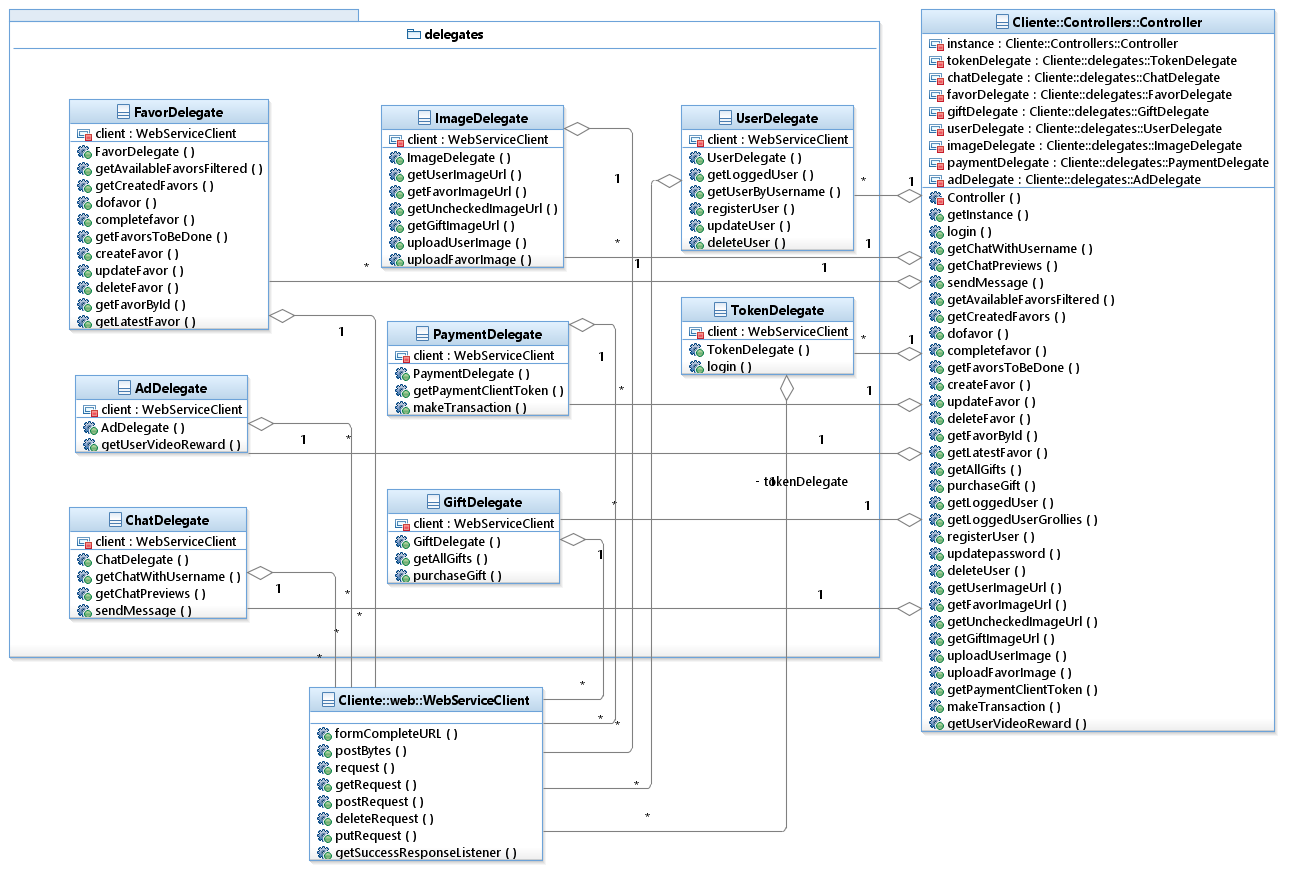 delegates
FavorDelegate
client : WebServiceClient
FavorDelegate ( )
getAvailableFavorsFiltered ( )
getCreatedFavors ( )
dofavor ( )
completefavor ( )
getFavorsToBeDone ( )
createFavor ( )
updateFavor ( )
deleteFavor ( )
getFavorById ( )
getLatestFavor ( )
ImageDelegate
client : WebServiceClient
ImageDelegate ( )
getUserImageUrl ( )
getFavorImageUrl ( )
getUncheckedImageUrl ( )
getGiftImageUrl ( )
uploadUserImage ( )
uploadFavorImage ( )
UserDelegate
client : WebServiceClient
UserDelegate ( )
getLoggedUser ( )
getUserByUsername ( )
registerUser ( )
updateUser ( )
deleteUser ( )
TokenDelegate
client : WebServiceClient
TokenDelegate ( )
login ( )
PaymentDelegate
client : WebServiceClient
PaymentDelegate ( )
getPaymentClientToken ( )
makeTransaction ( )
AdDelegate
client : WebServiceClient
AdDelegate ( )
getUserVideoReward ( )
GiftDelegate
client : WebServiceClient
GiftDelegate ( )
getAllGifts ( )
purchaseGift ( )
ChatDelegate
client : WebServiceClient
ChatDelegate ( )
getChatWithUsername ( )
getChatPreviews ( )
sendMessage ( )
Cliente::web::WebServiceClient
formCompleteURL ( )
postBytes ( )
request ( )
getRequest ( )
postRequest ( )
deleteRequest ( )
putRequest ( )
getSuccessResponseListener ( )
Cliente::Controllers::Controller
instance : Cliente::Controllers::Controller
tokenDelegate : Cliente::delegates::TokenDelegate
chatDelegate : Cliente::delegates::ChatDelegate
favorDelegate : Cliente::delegates::FavorDelegate
giftDelegate : Cliente::delegates::GiftDelegate
userDelegate : Cliente::delegates::UserDelegate
imageDelegate : Cliente::delegates::ImageDelegate
paymentDelegate : Cliente::delegates::PaymentDelegate
adDelegate : Cliente::delegates::AdDelegate
Controller ( )
getInstance ( )
login ( )
getChatWithUsername ( )
getChatPreviews ( )
sendMessage ( )
getAvailableFavorsFiltered ( )
getCreatedFavors ( )
dofavor ( )
completefavor ( )
getFavorsToBeDone ( )
createFavor ( )
updateFavor ( )
deleteFavor ( )
getFavorById ( )
getLatestFavor ( )
getAllGifts ( )
purchaseGift ( )
getLoggedUser ( )
getLoggedUserGrollies ( )
registerUser ( )
updatepassword ( )
deleteUser ( )
getUserImageUrl ( )
getFavorImageUrl ( )
getUncheckedImageUrl ( )
getGiftImageUrl ( )
uploadUserImage ( )
uploadFavorImage ( )
getPaymentClientToken ( )
makeTransaction ( )
getUserVideoReward ( )
1
*
1
*
1
1
*
1
1
*
1
1
*
1
1
*
1
- tokenDelegate
*
1
1
*
*
1
1
*
*
*
*
*
*
*
*